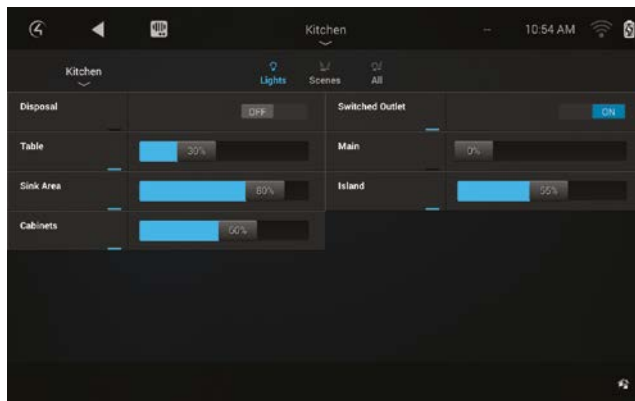 Kitchen -- 10:54 AM
Kitchen
Lights Scenes All
Disposal OFF Switched Outlet ON
Table 30% Main 0%
Sink Area 80% Island 55%
Cabinets 60%